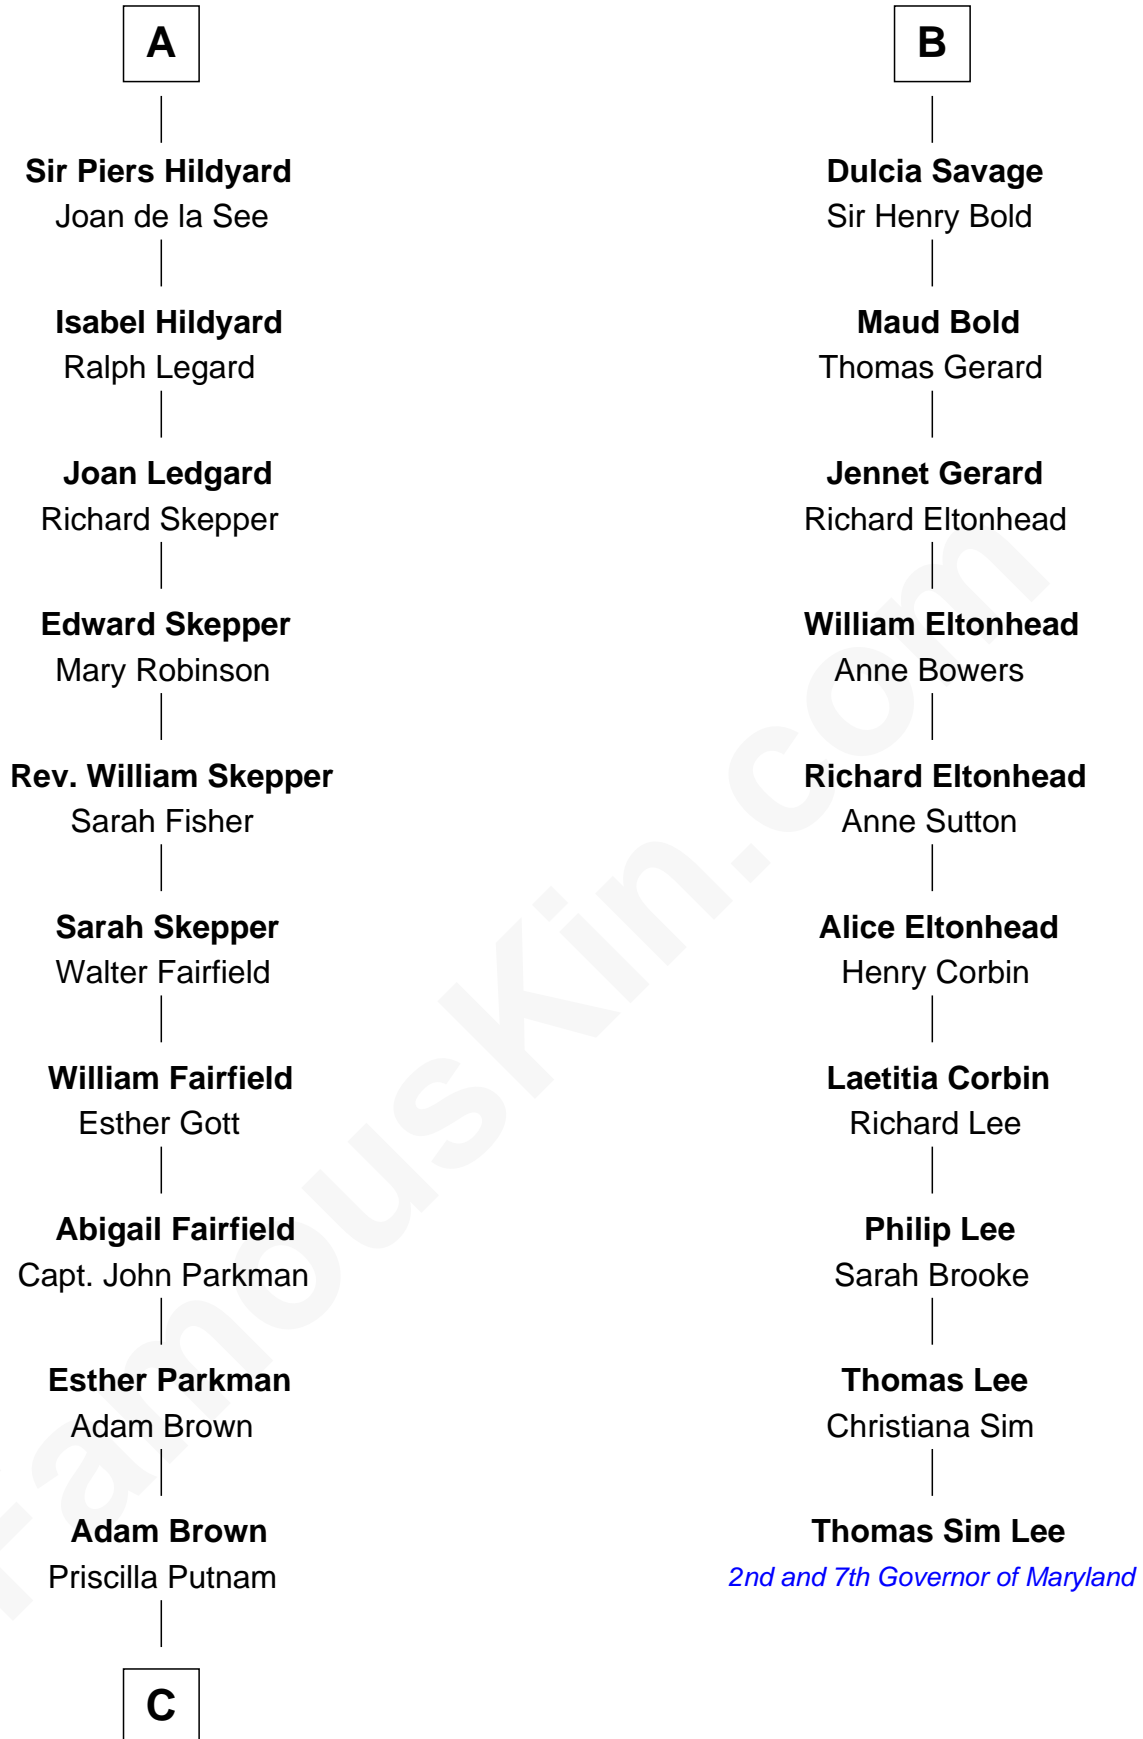 A
Sir Piers Hildyard
Joan de la See
Isabel Hildyard
Ralph Legard
Joan Ledgard
Richard Skepper
Edward Skepper
Mary Robinson
Rev. William Skepper
Sarah Fisher
Sarah Skepper
Walter Fairfield
William Fairfield
Esther Gott
Abigail Fairfield
Capt. John Parkman
Esther Parkman
Adam Brown
Adam Brown
Priscilla Putnam
C
B
Dulcia Savage
Sir Henry Bold
Maud Bold
Thomas Gerard
Jennet Gerard
Richard Eltonhead
William Eltonhead
Anne Bowers
Richard Eltonhead
Anne Sutton
Alice Eltonhead
Henry Corbin
Laetitia Corbin
Richard Lee
Philip Lee
Sarah Brooke
Thomas Lee
Christiana Sim
Thomas Sim Lee
2nd and 7th Governor of Maryland
FamousKin.com